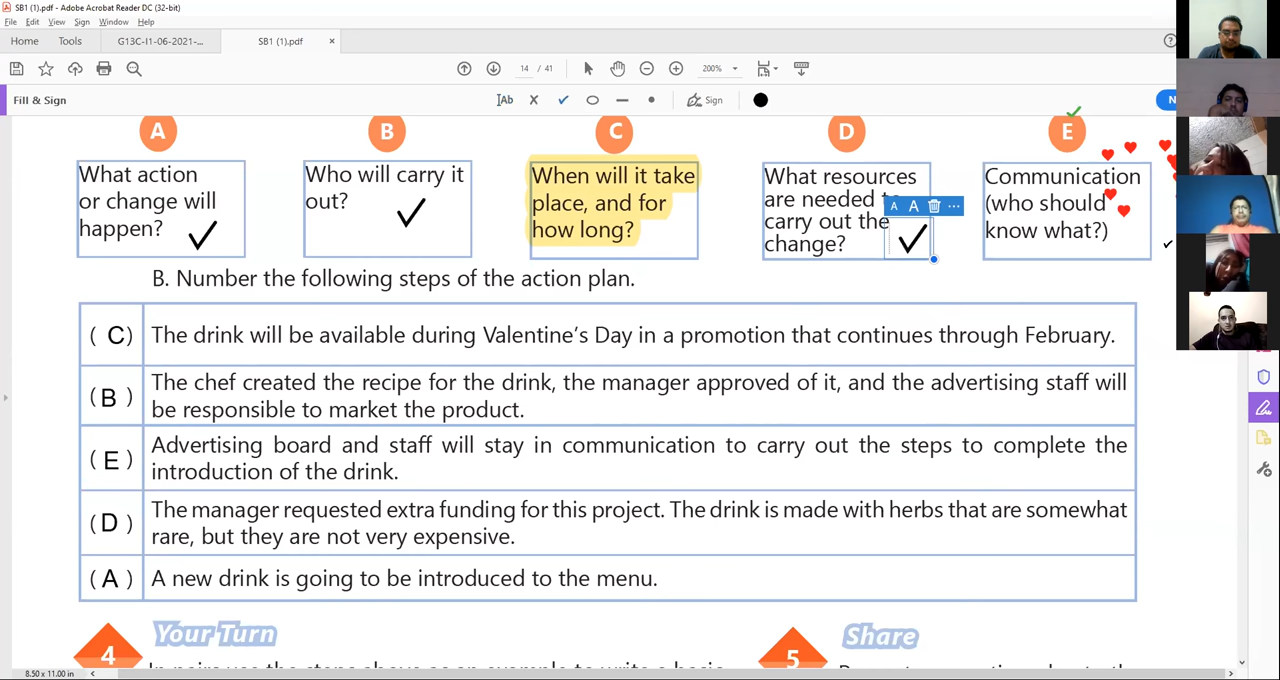 SB1 (1).pdf - Adobe Acrobat Reader DC (32-bit)
File Edit View Sign Window Help
Home Tools G13C-I1-06-2021-... SB1 (1).pdf ×
14 / 41 200%
Fill & Sign Ab Sign N
A B C D E
What action
or change will
happen?
Who will carry it
out?
When will it take
place, and for
how long?
What resources
are needed
carry out the
change?
A A
Communication
(who should
know what?)
B. Number the following steps of the action plan.
( C ) The drink will be available during Valentine's Day in a promotion that continues through February.
( B ) The chef created the recipe for the drink, the manager approved of it, and the advertising staff will
be responsible to market the product.
( E ) Advertising board and staff will stay in communication to carry out the steps to complete the
introduction of the drink.
( D ) The manager requested extra funding for this project. The drink is made with herbs that are somewhat
rare, but they are not very expensive.
( A ) A new drink is going to be introduced to the menu.
4 Your Turn
5 Share
8.50 x 11.00 in